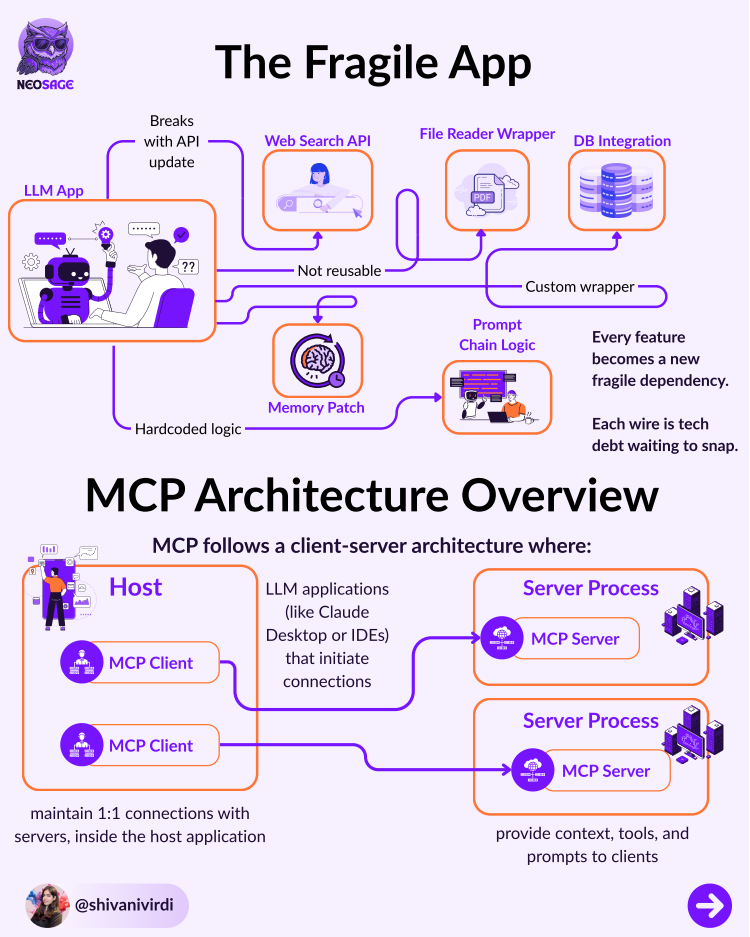 NEOSAGE
The Fragile App
Breaks
with API
update
Web Search API
File Reader Wrapper
DB Integration
LLM App
PDF
??
Not reusable
Custom wrapper
Prompt
Chain Logic
Memory Patch
Hardcoded logic
Every feature
becomes a new
fragile dependency.
Each wire is tech
debt waiting to snap.
MCP Architecture Overview
MCP follows a client-server architecture where:
Host
MCP Client
MCP Client
LLM applications
(like Claude
Desktop or IDEs)
that initiate
connections
Server Process
MCP Server
Server Process
MCP Server
maintain 1:1 connections with
servers, inside the host application
provide context, tools, and
prompts to clients
@shivanivirdi